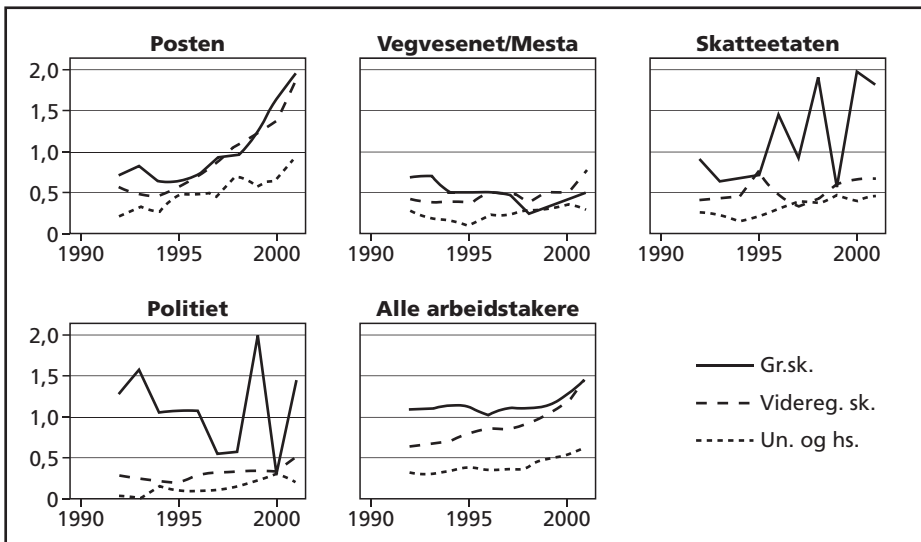 Posten
Vegvesenet/Mesta
Skatteetaten
2,0
1,5
1,0
0,5
0
1990 1995 2000
1990 1995 2000
1990 1995 2000
Politiet
Alle arbeidstakere
2,0
1,5
1,0
0,5
0
1990 1995 2000
1990 1995 2000
Gr.sk.
Videreg. sk.
Un. og hs.